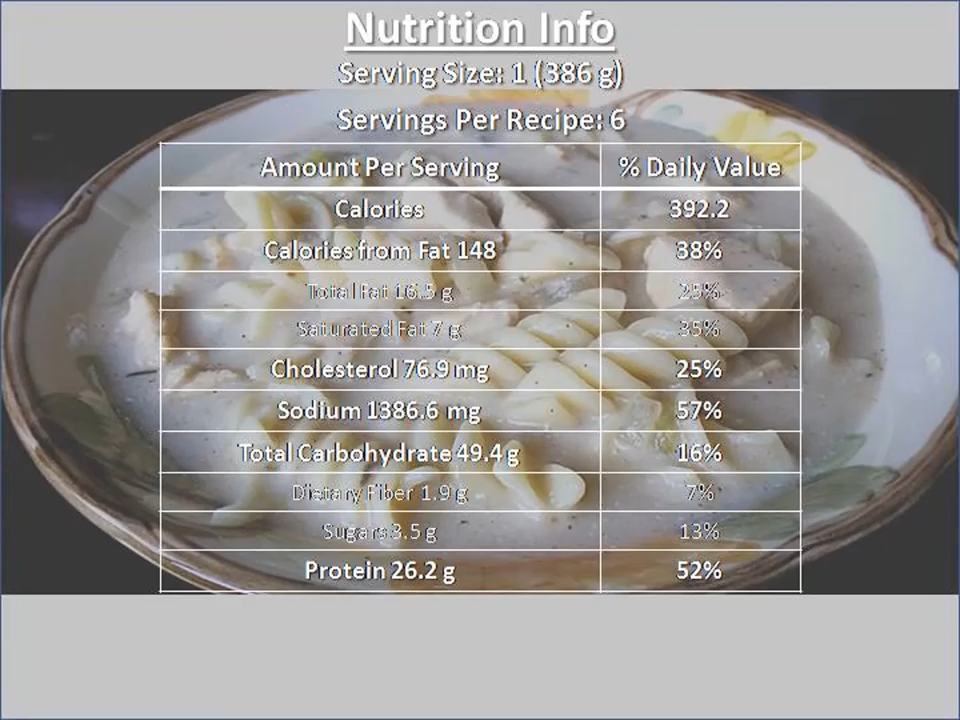 Nutrition Info
Serving Size: 1 (386 g)
Servings Per Recipe: 6
Amount Per Serving % Daily Value
Calories 392.2
Calories from Fat 148 38%
Total Fat 16.5 g 25%
Saturated Fat 7 g 35%
Cholesterol 76.9 mg 25%
Sodium 1386.6 mg 57%
Total Carbohydrate 49.4 g 16%
Dietary Fiber 1.9 g 7%
Sugars 3.5 g 13%
Protein 26.2 g 52%